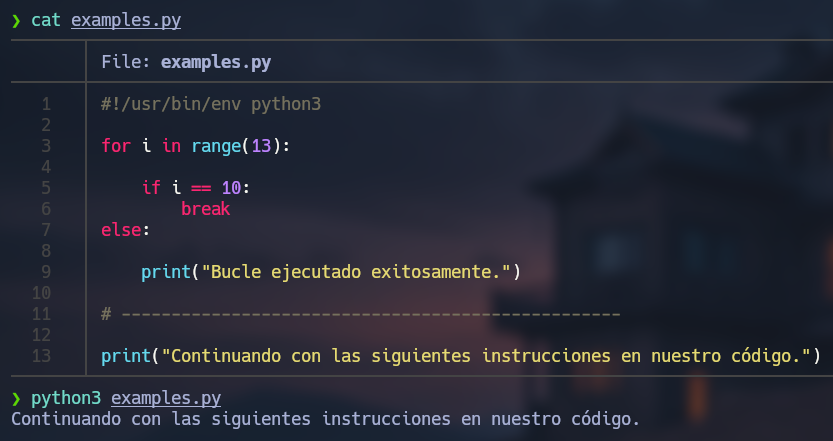 ❯ cat examples.py
File: examples.py
1 #!/usr/bin/env python3
2
3 for i in range(13):
4
5     if i == 10:
6         break
7 else:
8
9     print("Bucle ejecutado exitosamente.")
10
11 # --------------------------------------------------
12
13 print("Continuando con las siguientes instrucciones en nuestro código.")
❯ python3 examples.py
Continuando con las siguientes instrucciones en nuestro código.